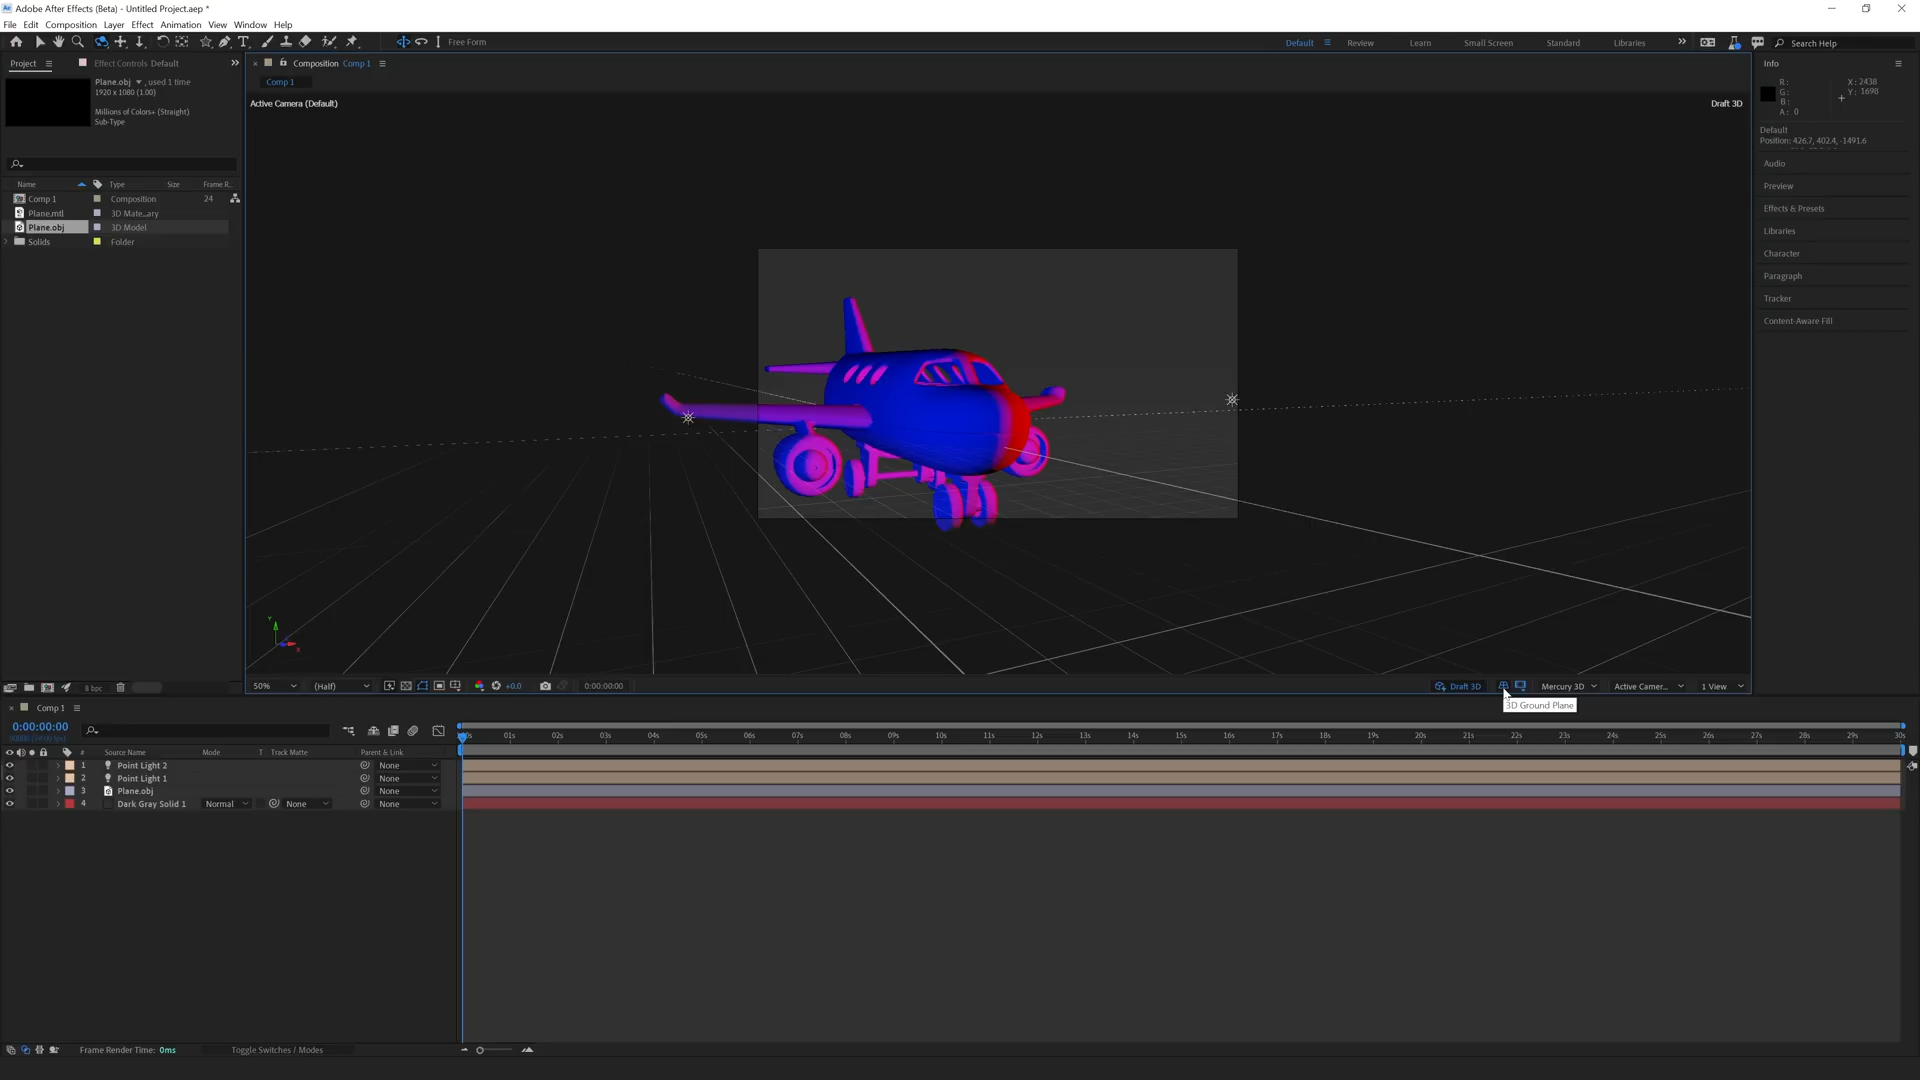 Adobe After Effects (Beta) - Untitled Project.aep *
File Edit Composition Layer Effect Animation View Window Help
Free Form
Default Review Learn Small Screen Standard Libraries
Search Help
Project
Effect Controls Default
Plane.obj , used 1 time
1920 x 1080 (1.00)
Millions of Colors+ (Straight)
Sub-Type
Name Type Size Frame R...
Comp 1 Composition 24
Plane.mtl 3D Mate...ary
Plane.obj 3D Model
Solids Folder
8 bpc
Composition Comp 1
Comp 1
Active Camera (Default)
Draft 3D
Y
X
50% (Half) +0.0 0:00:00:00 Draft 3D Mercury 3D Active Camer... 1 View
3D Ground Plane
Info
R:
G:
B:
A: 0
X: 2438
Y: 1698
Default
Position: 426.7, 402.4, -1491.6
Audio
Preview
Effects & Presets
Libraries
Character
Paragraph
Tracker
Content-Aware Fill
Comp 1
0:00:00:00
# Source Name Mode T Track Matte Parent & Link
1 Point Light 2 None
2 Point Light 1 None
3 Plane.obj None
4 Dark Gray Solid 1 Normal None None
01s 02s 03s 04s 05s 06s 07s 08s 09s 10s 11s 12s 13s 14s 15s 16s 17s 18s 19s 20s 21s 22s 23s 24s 25s 26s 27s 28s 29s 30s
Frame Render Time: 0ms
Toggle Switches / Modes